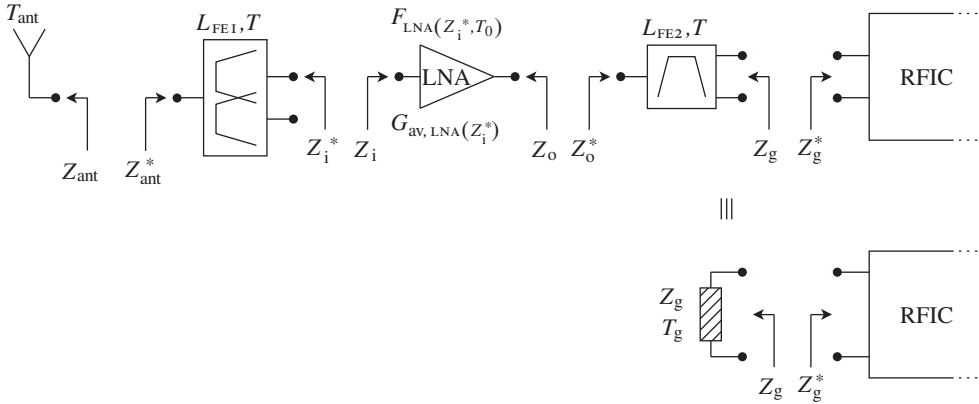 T_ant
L_FE1, T
F_LNA(Z_i^*, T_0)
L_FE2, T
LNA
RFIC
G_av, LNA(Z_i^*)
Z_ant
Z_ant^*
Z_i^*
Z_i
Z_o
Z_o^*
Z_g
Z_g^*
Z_g
T_g
RFIC
Z_g
Z_g^*